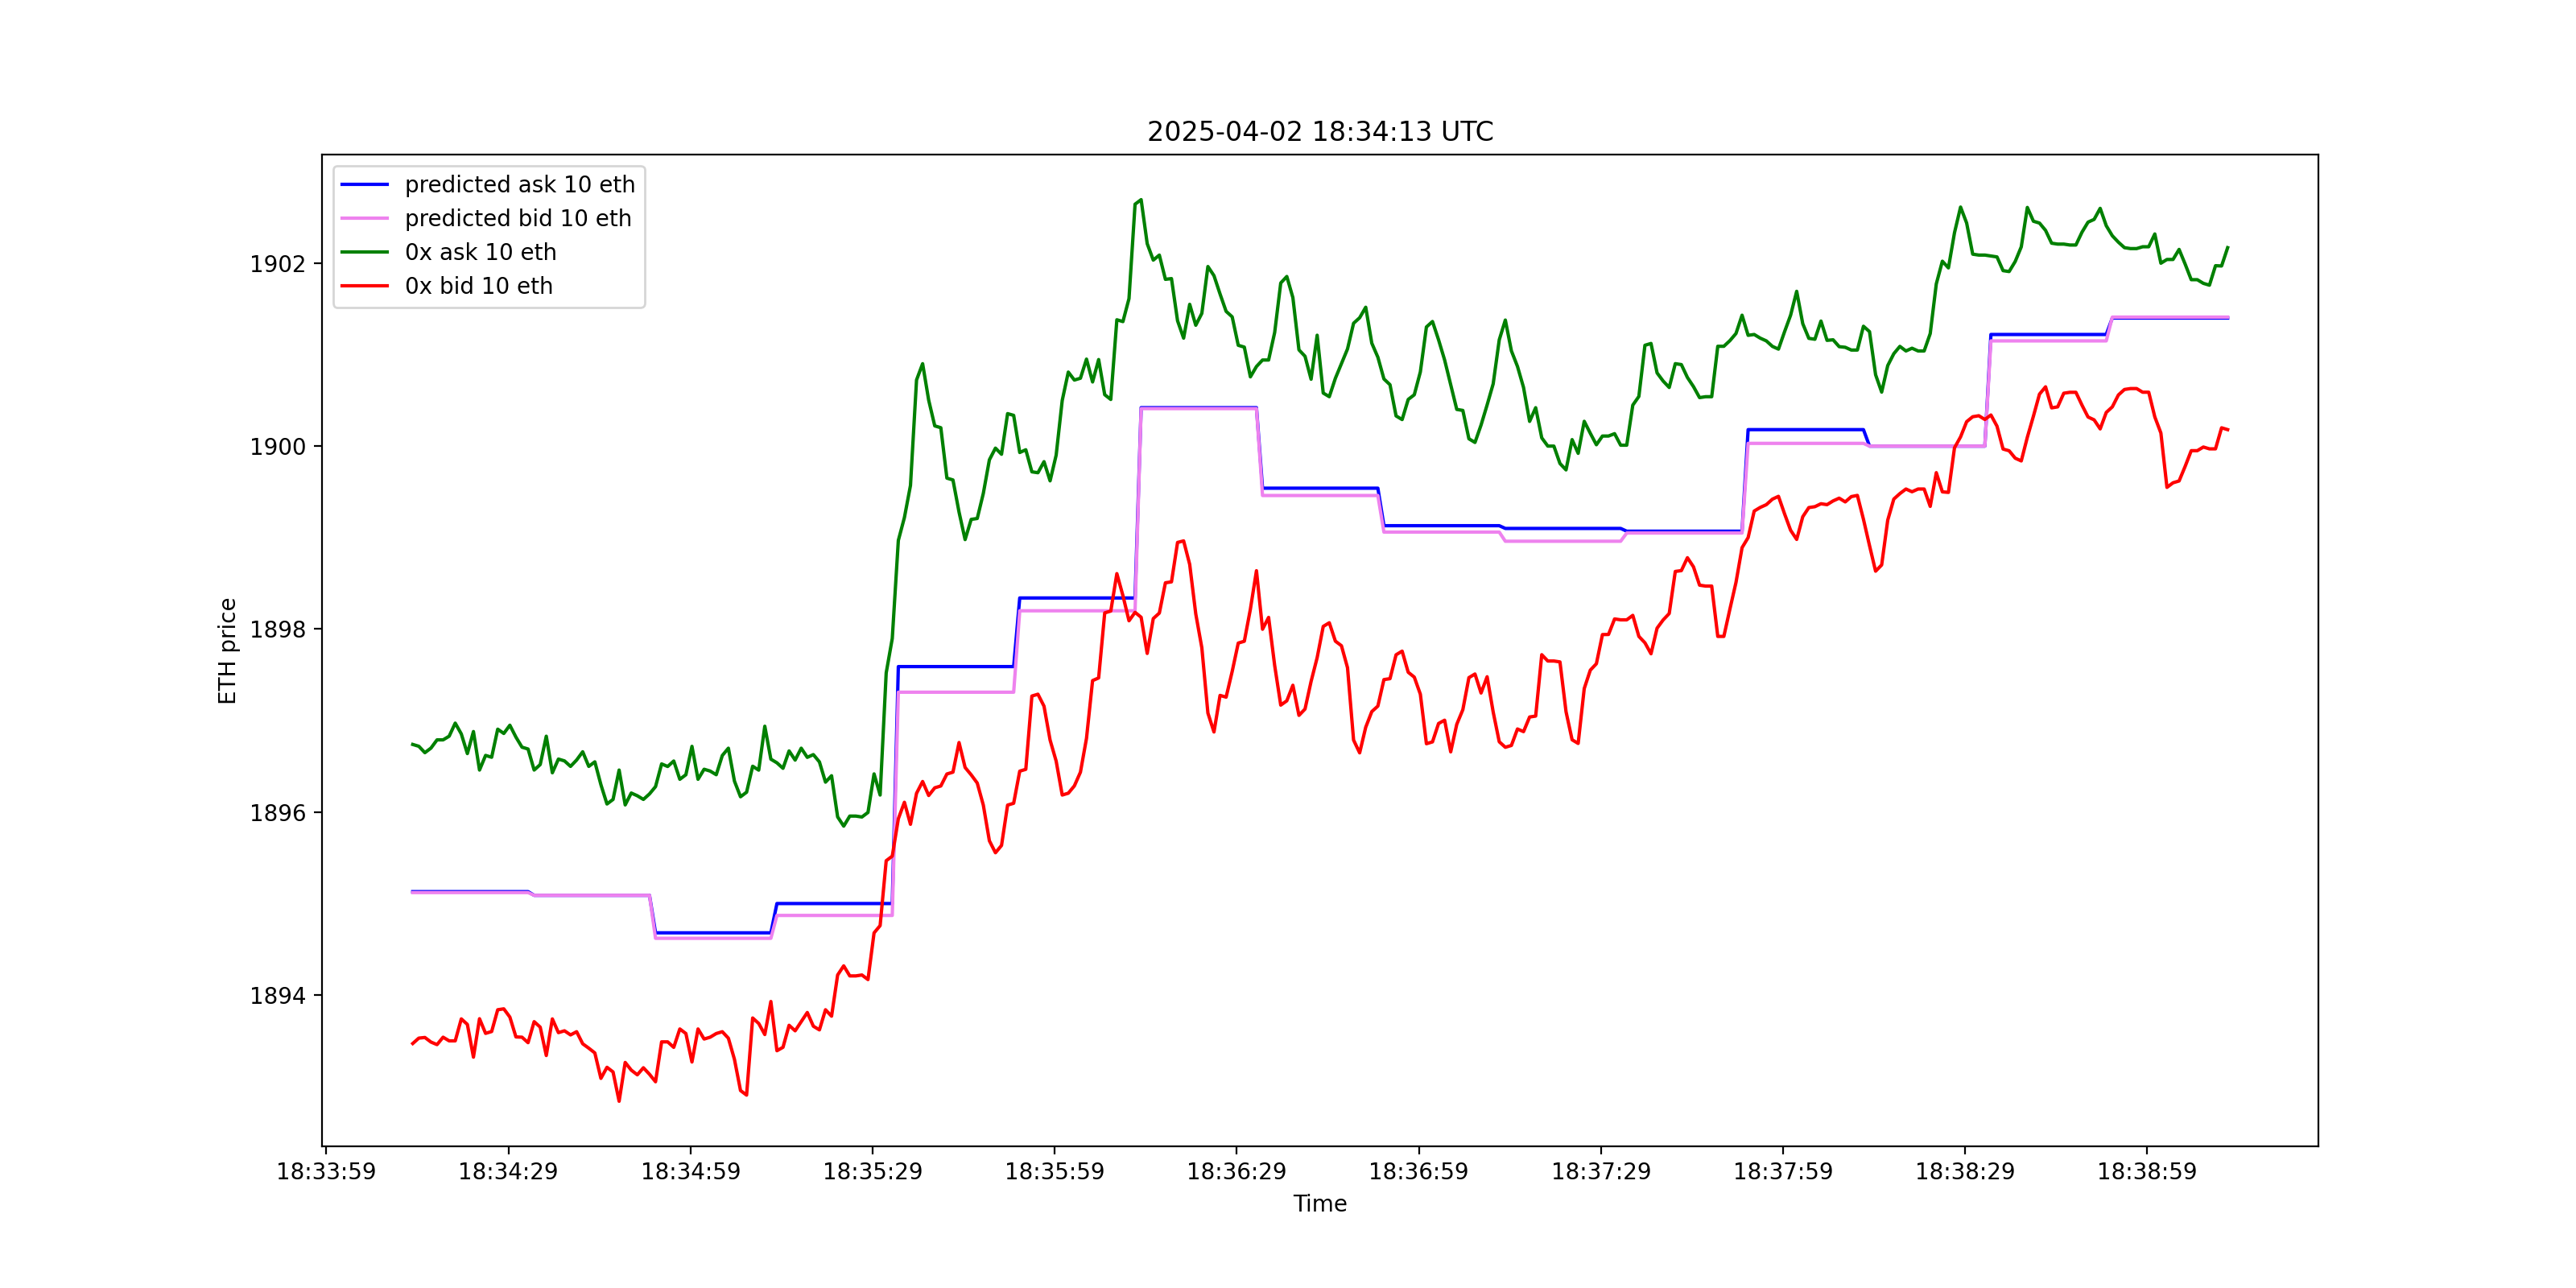 2025-04-02 18:34:13 UTC
predicted ask 10 eth
predicted bid 10 eth
0x ask 10 eth
0x bid 10 eth
ETH price
1902
1900
1898
1896
1894
18:33:59 18:34:29 18:34:59 18:35:29 18:35:59 18:36:29 18:36:59 18:37:29 18:37:59 18:38:29 18:38:59
Time